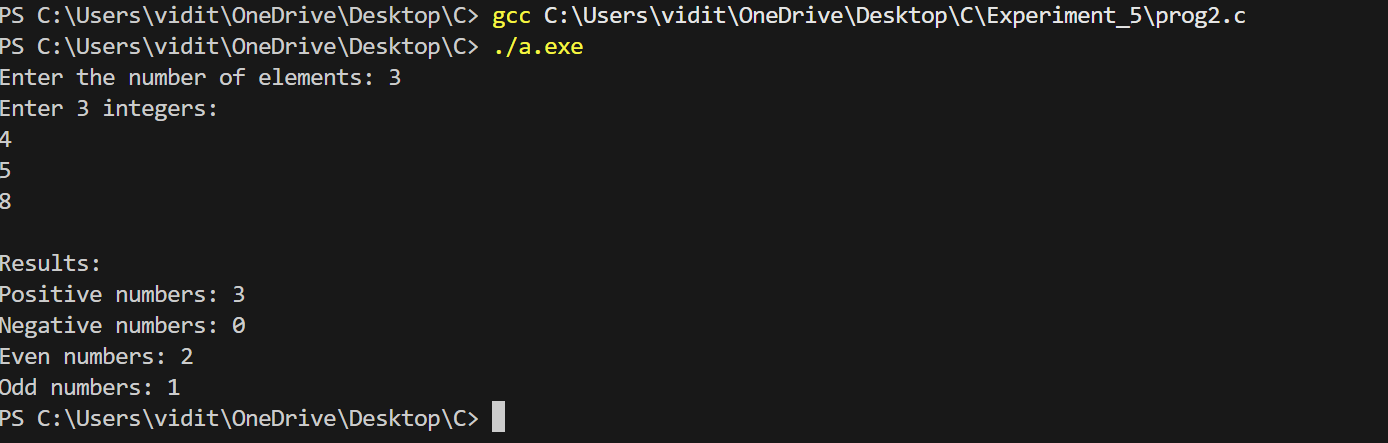 PS C:\Users\vidit\OneDrive\Desktop\C> gcc C:\Users\vidit\OneDrive\Desktop\C\Experiment_5\prog2.c
PS C:\Users\vidit\OneDrive\Desktop\C> ./a.exe
Enter the number of elements: 3
Enter 3 integers:
4
5
8
Results:
Positive numbers: 3
Negative numbers: 0
Even numbers: 2
Odd numbers: 1
PS C:\Users\vidit\OneDrive\Desktop\C>